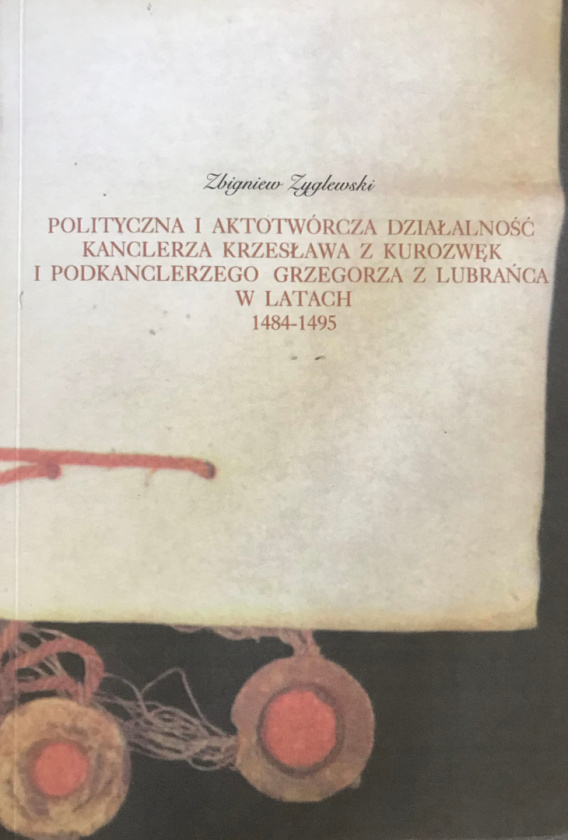 Zbigniew Zyglewski
POLITYCZNA I AKTOTWÓRCZA DZIAŁALNOŚĆ
KANCLERZA KRZESŁAWA Z KUROZWĘK
I PODKANCLERZEGO GRZEGORZA Z LUBRAŃCA
W LATACH
1484-1495